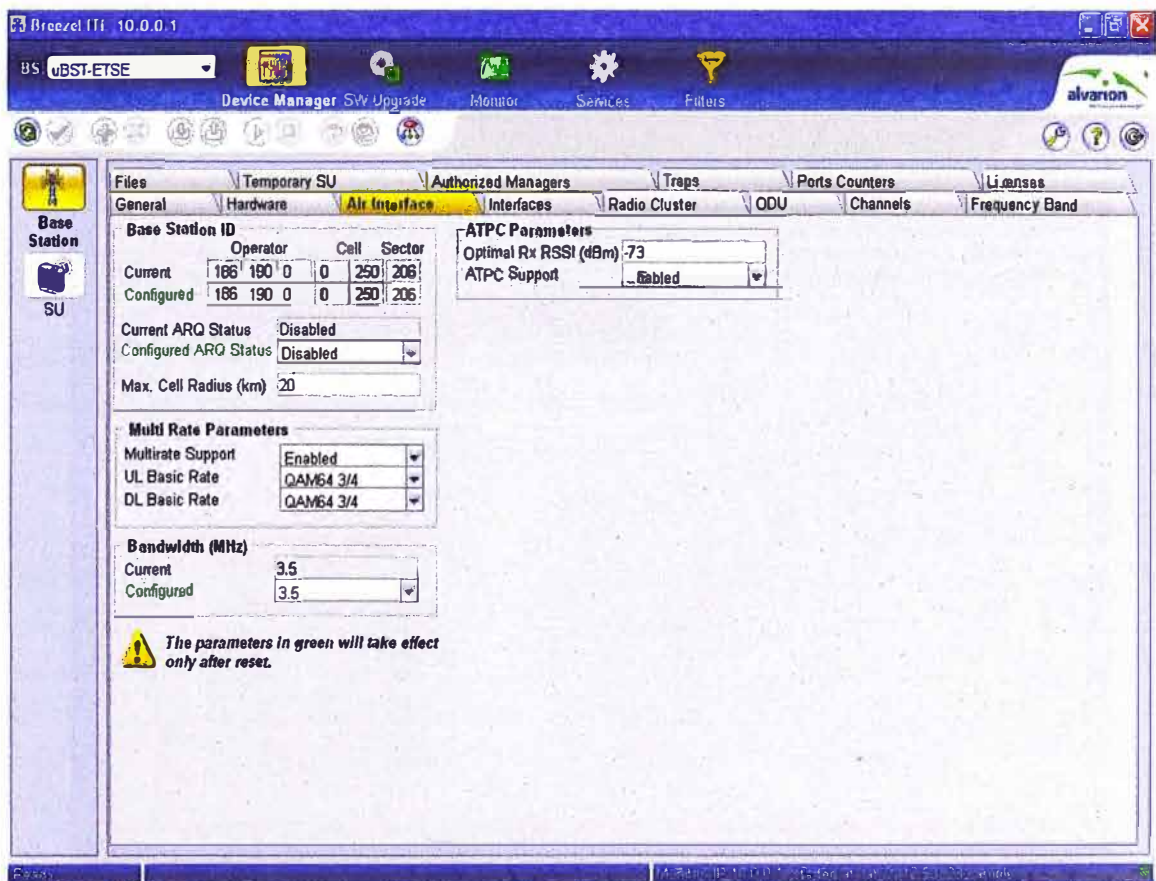 10.0.0.1
BS uBST-ETSE
Device Manager SW Upgrade Monitor Services Filters
alvarion
Files Temporary SU Authorized Managers Traps Ports Counters Licenses
General Hardware Air Interface Interfaces Radio Cluster ODU Channels Frequency Band
Base Station
SU
Base Station ID
Operator Cell Sector
Current 186 190 0 0 250 206
Configured 186 190 0 0 250 206
Current ARQ Status Disabled
Configured ARQ Status Disabled
Max. Cell Radius (km) 20
Multi Rate Parameters
Multirate Support Enabled
UL Basic Rate QAM64 3/4
DL Basic Rate QAM64 3/4
Bandwidth (MHz)
Current 3.5
Configured 3.5
The parameters in green will take effect
only after reset.
ATPC Parameters
Optimal Rx RSSI (dBm) -73
ATPC Support